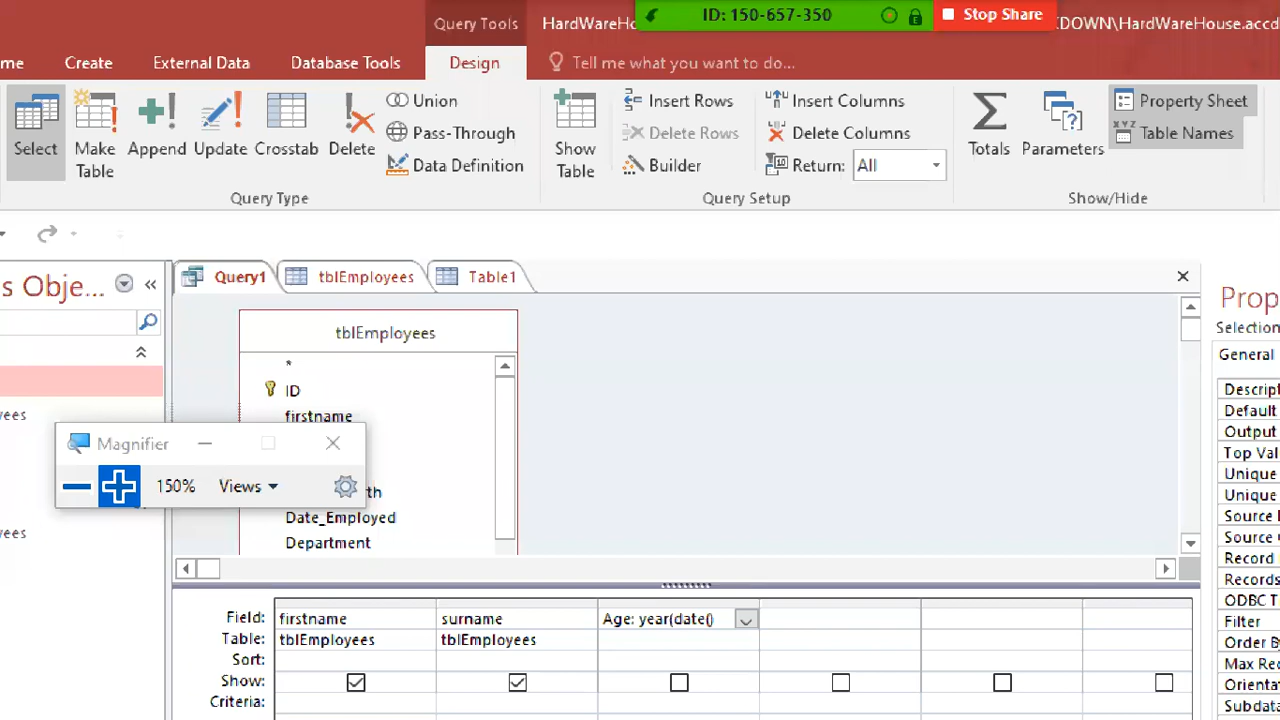 Query Tools
HardWareHo
ID: 150-657-350
Stop Share
KDOWN\HardWareHouse.accd
me
Create
External Data
Database Tools
Design
Tell me what you want to do...
Select
Make Table
Append
Update
Crosstab
Delete
Union
Pass-Through
Data Definition
Query Type
Show Table
Insert Rows
Delete Rows
Builder
Insert Columns
Delete Columns
Return: All
Query Setup
Totals
Parameters
Property Sheet
Table Names
Show/Hide
s Obje...
«
Query1
tblEmployees
Table1
tblEmployees
*
ID
firstname
th
Date_Employed
Department
ees
ees
Magnifier
150%
Views
Prop
Selection
General
Descript
Default
Output
Top Val
Unique
Unique
Source
Source
Record
Records
ODBC T
Filter
Order By
Max Rec
Orientat
Subdata
Field: firstname surname Age: year(date()
Table: tblEmployees tblEmployees
Sort:
Show:
Criteria: